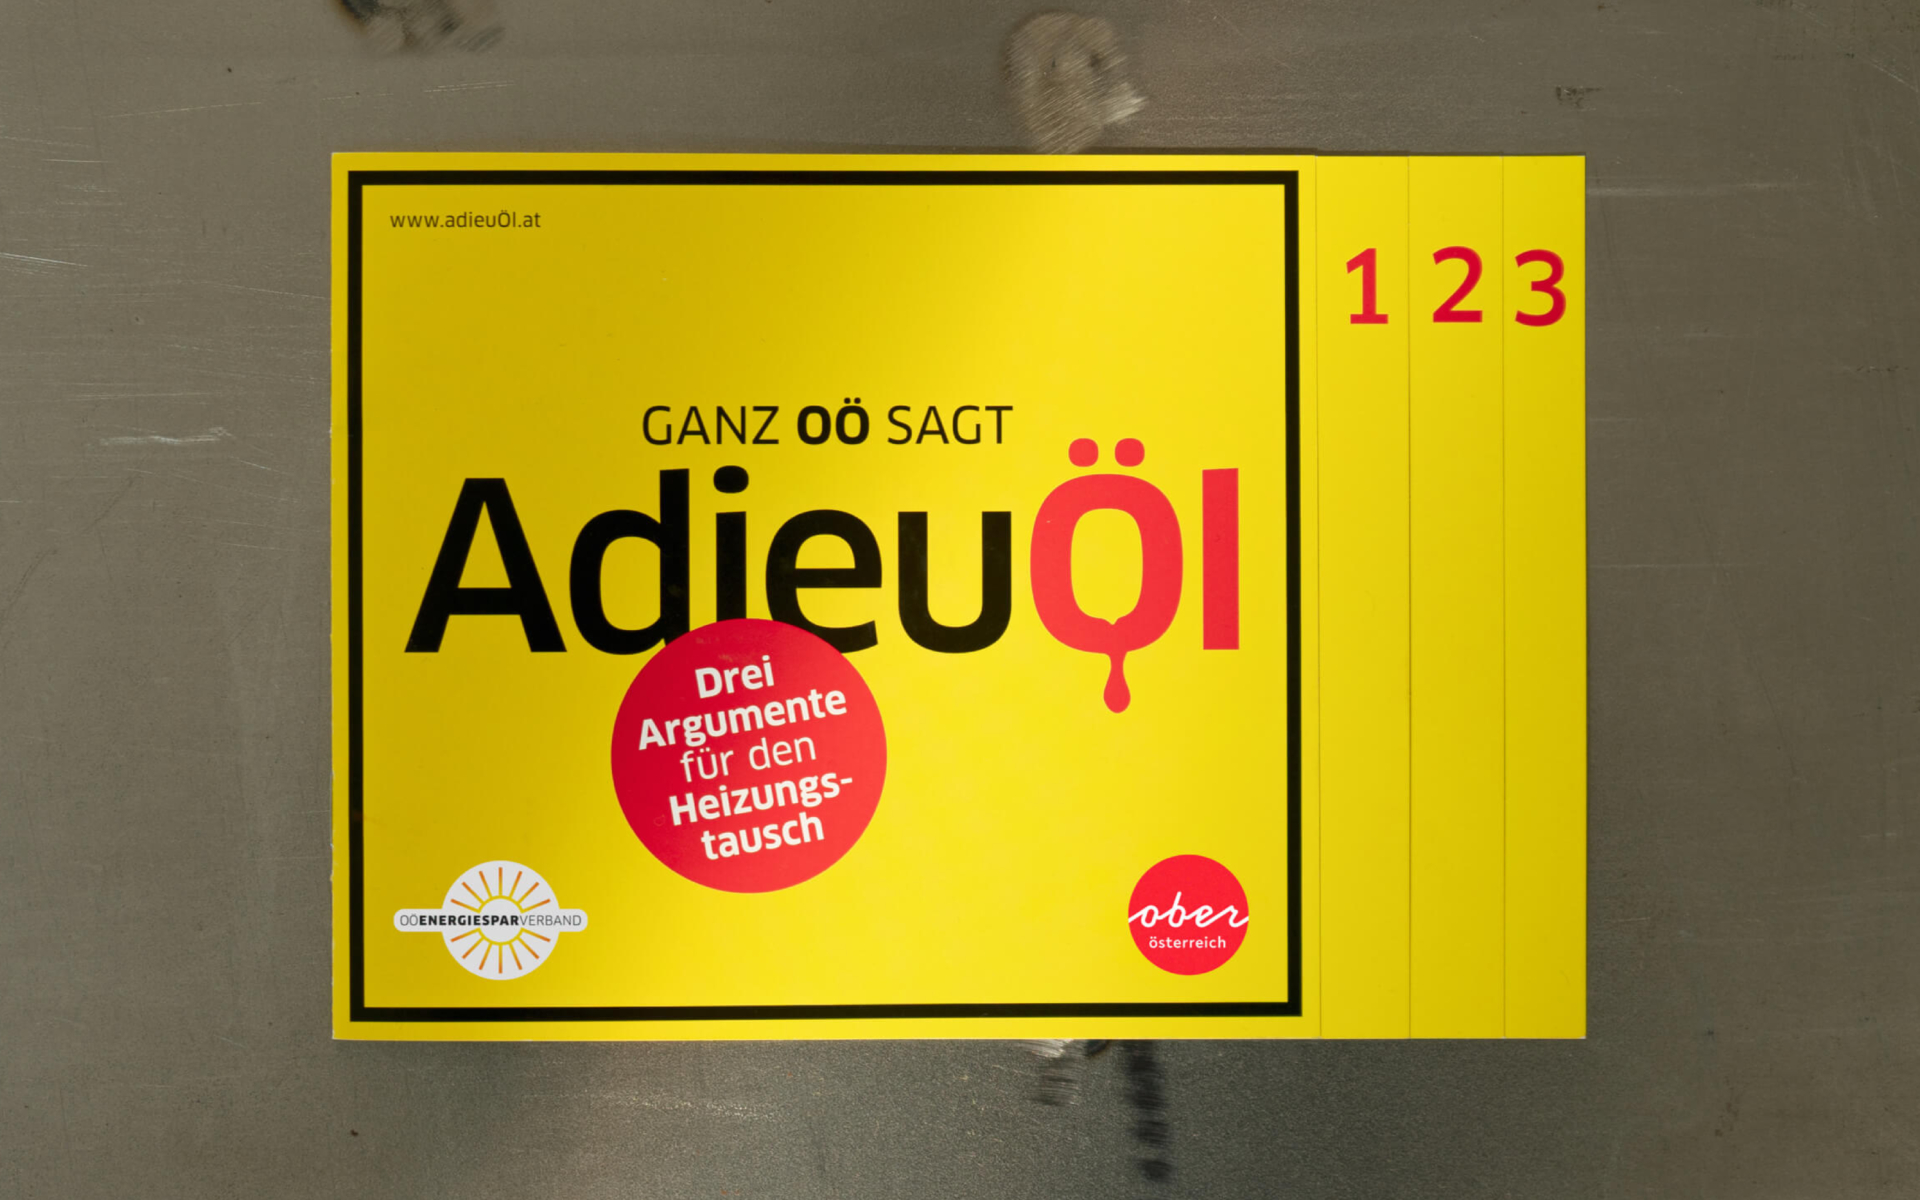 www.adieuÖl.at
1 2 3
GANZ OÖ SAGT
AdieuÖl
Drei
Argumente
für den
Heizungs-
tausch
OÖENERGIESPARVERBAND
ober
österreich